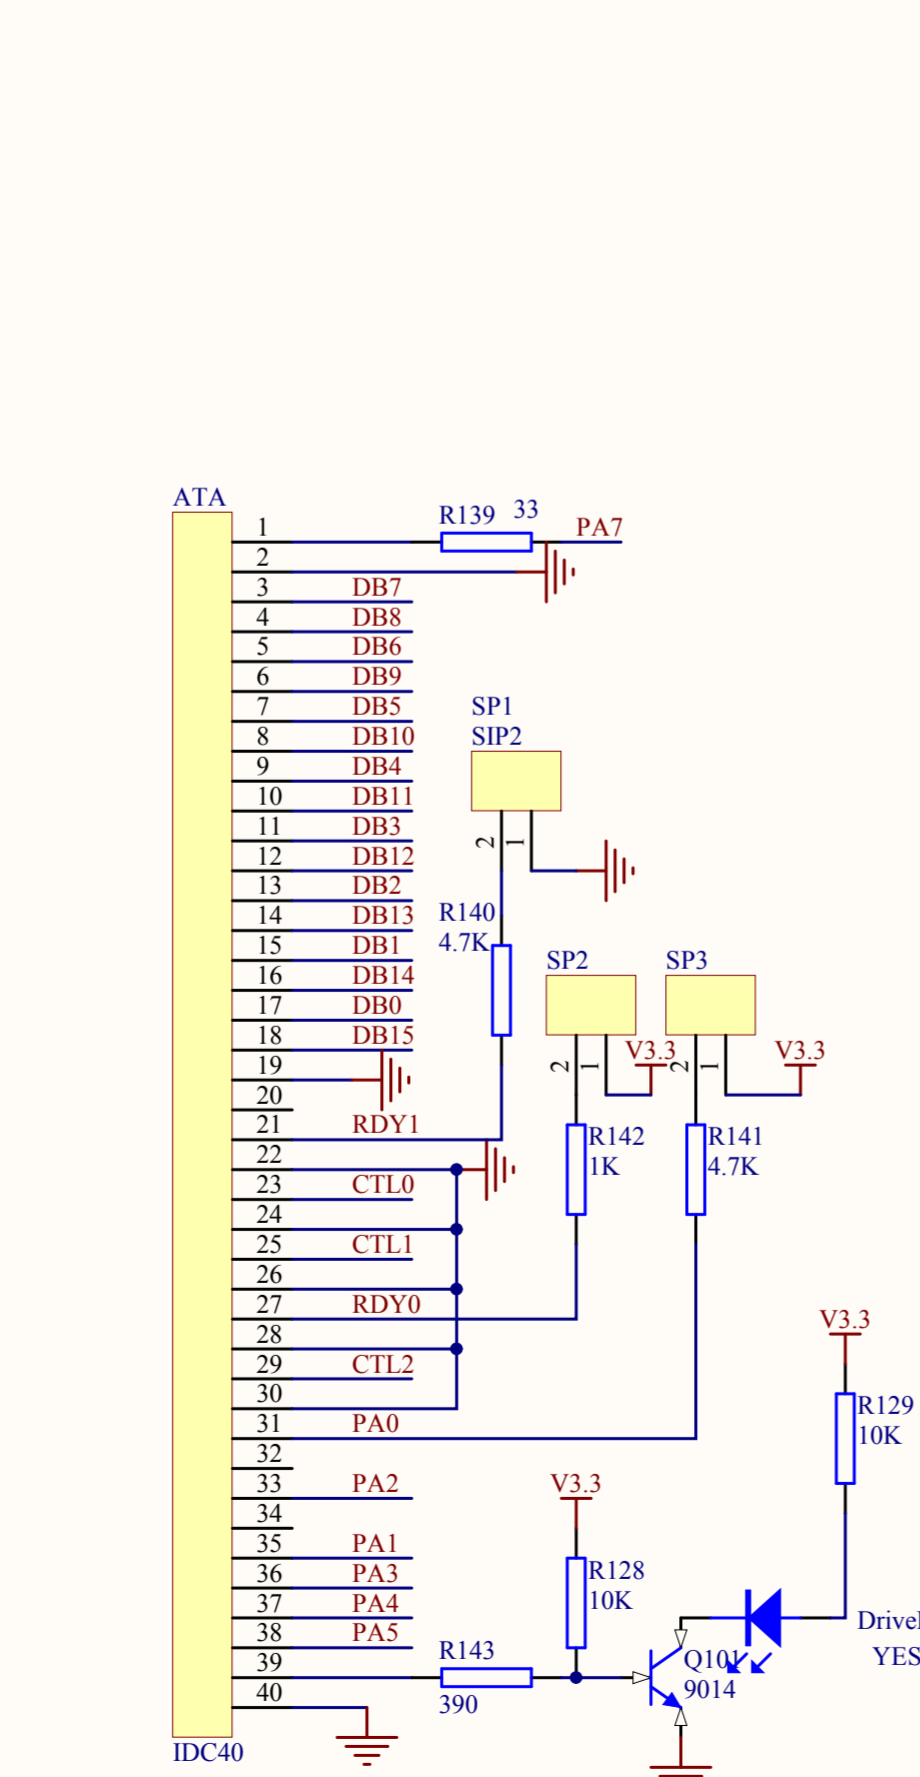 ATA
1
R139 33 PA7
2
3 DB7
4 DB8
5 DB6
6 DB9
7 DB5
8 DB10
9 DB4
10 DB11
11 DB3
12 DB12
13 DB2
14 DB13
15 DB1
16 DB14
17 DB0
18 DB15
19
20
21 RDY1
22
23 CTL0
24
25 CTL1
26
27 RDY0
28
29 CTL2
30
31 PA0
32
33 PA2
34
35 PA1
36 PA3
37 PA4
38 PA5
39
40
IDC40
SP1
SIP2
2 1
R140
4.7K
SP2
2 1
V3.3
R142
1K
SP3
2 1
V3.3
R141
4.7K
V3.3
R129
10K
V3.3
R128
10K
R143
390
Q101
9014
YES